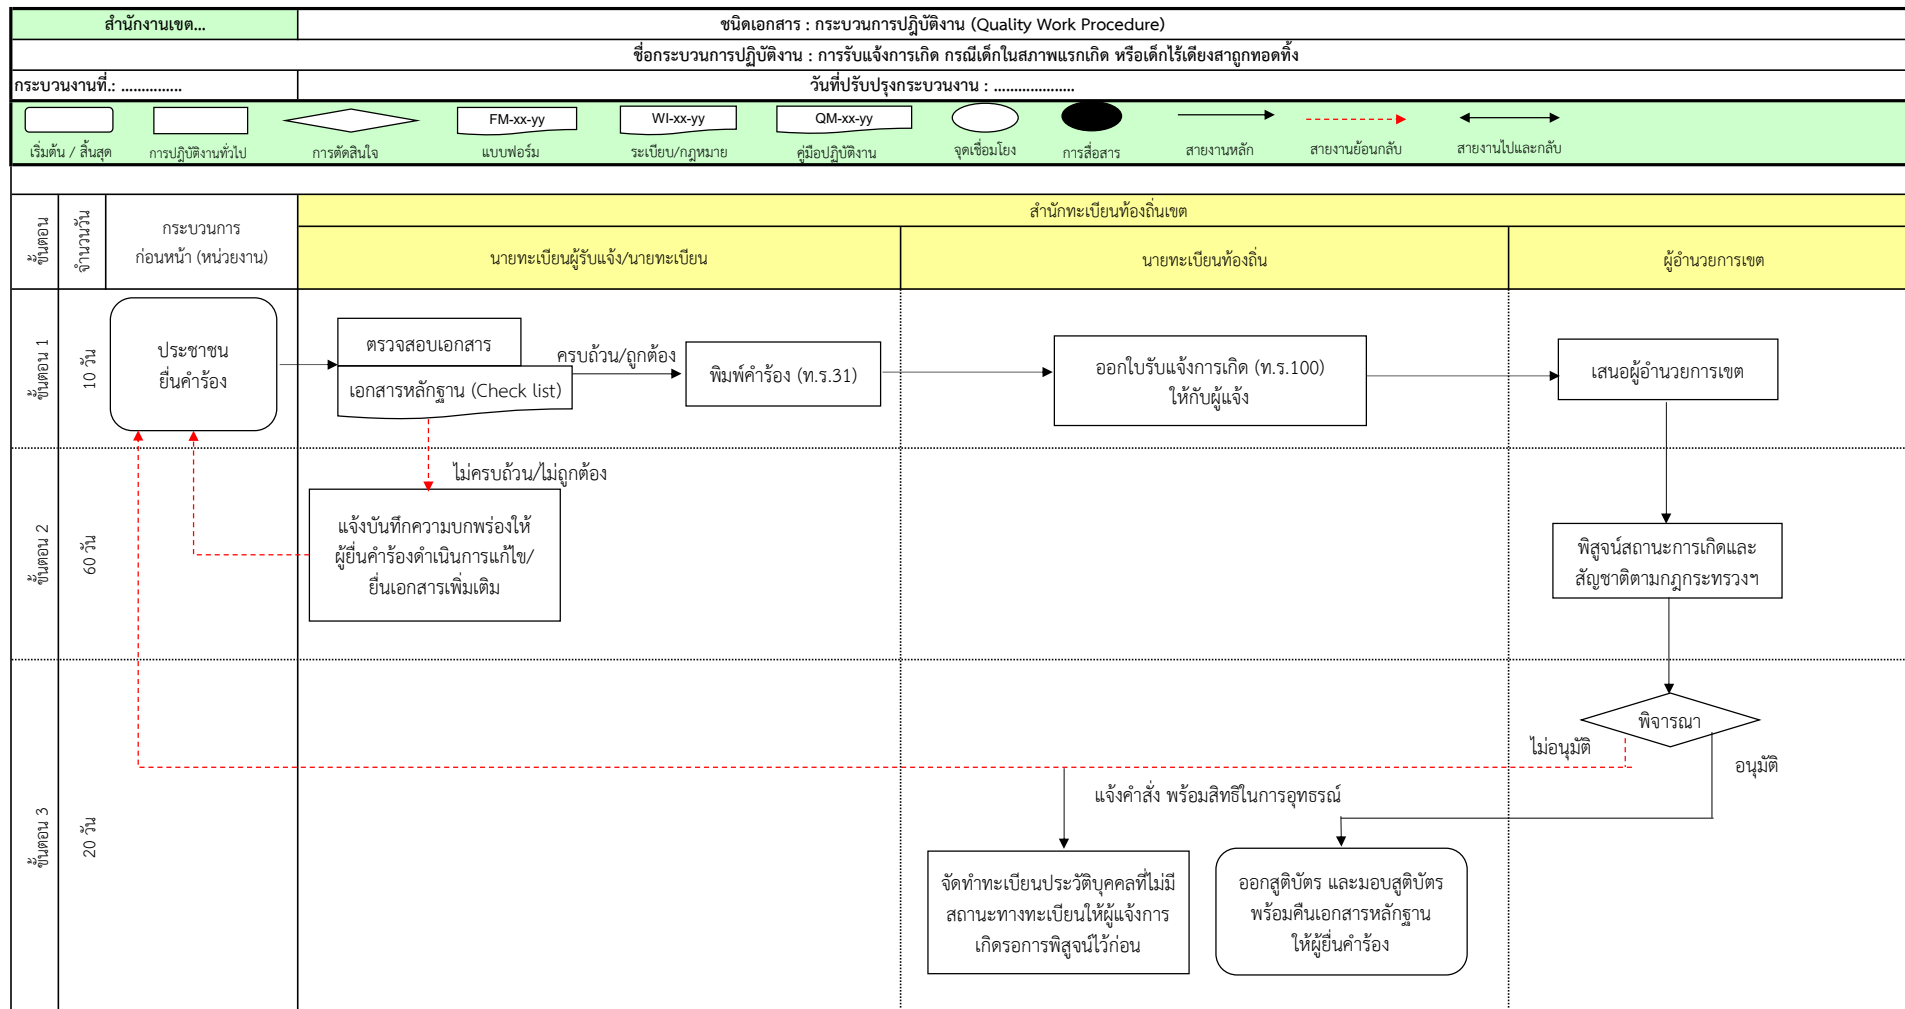 สำนักงานเขต...
ชนิดเอกสาร : กระบวนการปฏิบัติงาน (Quality Work Procedure)
ชื่อกระบวนการปฏิบัติงาน : การรับแจ้งการเกิด กรณีเด็กในสภาพแรกเกิด หรือเด็กไร้เดียงสาถูกทอดทิ้ง
กระบวนงานที่.: ...............
วันที่ปรับปรุงกระบวนงาน : ....................
FM-xx-yy
WI-xx-yy
QM-xx-yy
เริ่มต้น / สิ้นสุด
การปฏิบัติงานทั่วไป
การตัดสินใจ
แบบฟอร์ม
ระเบียบ/กฎหมาย
คู่มือปฏิบัติงาน
จุดเชื่อมโยง
การสื่อสาร
สายงานหลัก
สายงานย้อนกลับ
สายงานไปและกลับ
ขั้นตอน
จำนวนวัน
กระบวนการ
ก่อนหน้า (หน่วยงาน)
สำนักทะเบียนท้องถิ่นเขต
นายทะเบียนผู้รับแจ้ง/นายทะเบียน
นายทะเบียนท้องถิ่น
ผู้อำนวยการเขต
ขั้นตอน 1
10 วัน
ประชาชน
ยื่นคำร้อง
ตรวจสอบเอกสาร
เอกสารหลักฐาน (Check list)
ครบถ้วน/ถูกต้อง
พิมพ์คำร้อง (ท.ร.31)
ออกใบรับแจ้งการเกิด (ท.ร.100)
ให้กับผู้แจ้ง
เสนอผู้อำนวยการเขต
ขั้นตอน 2
60 วัน
ไม่ครบถ้วน/ไม่ถูกต้อง
แจ้งบันทึกความบกพร่องให้
ผู้ยื่นคำร้องดำเนินการแก้ไข/
ยื่นเอกสารเพิ่มเติม
พิสูจน์สถานะการเกิดและ
สัญชาติตามกฎกระทรวงฯ
ขั้นตอน 3
20 วัน
พิจารณา
ไม่อนุมัติ
อนุมัติ
แจ้งคำสั่ง พร้อมสิทธิในการอุทธรณ์
จัดทำทะเบียนประวัติบุคคลที่ไม่มี
สถานะทางทะเบียนให้ผู้แจ้งการ
เกิดรอการพิสูจน์ไว้ก่อน
ออกสูติบัตร และมอบสูติบัตร
พร้อมคืนเอกสารหลักฐาน
ให้ผู้ยื่นคำร้อง